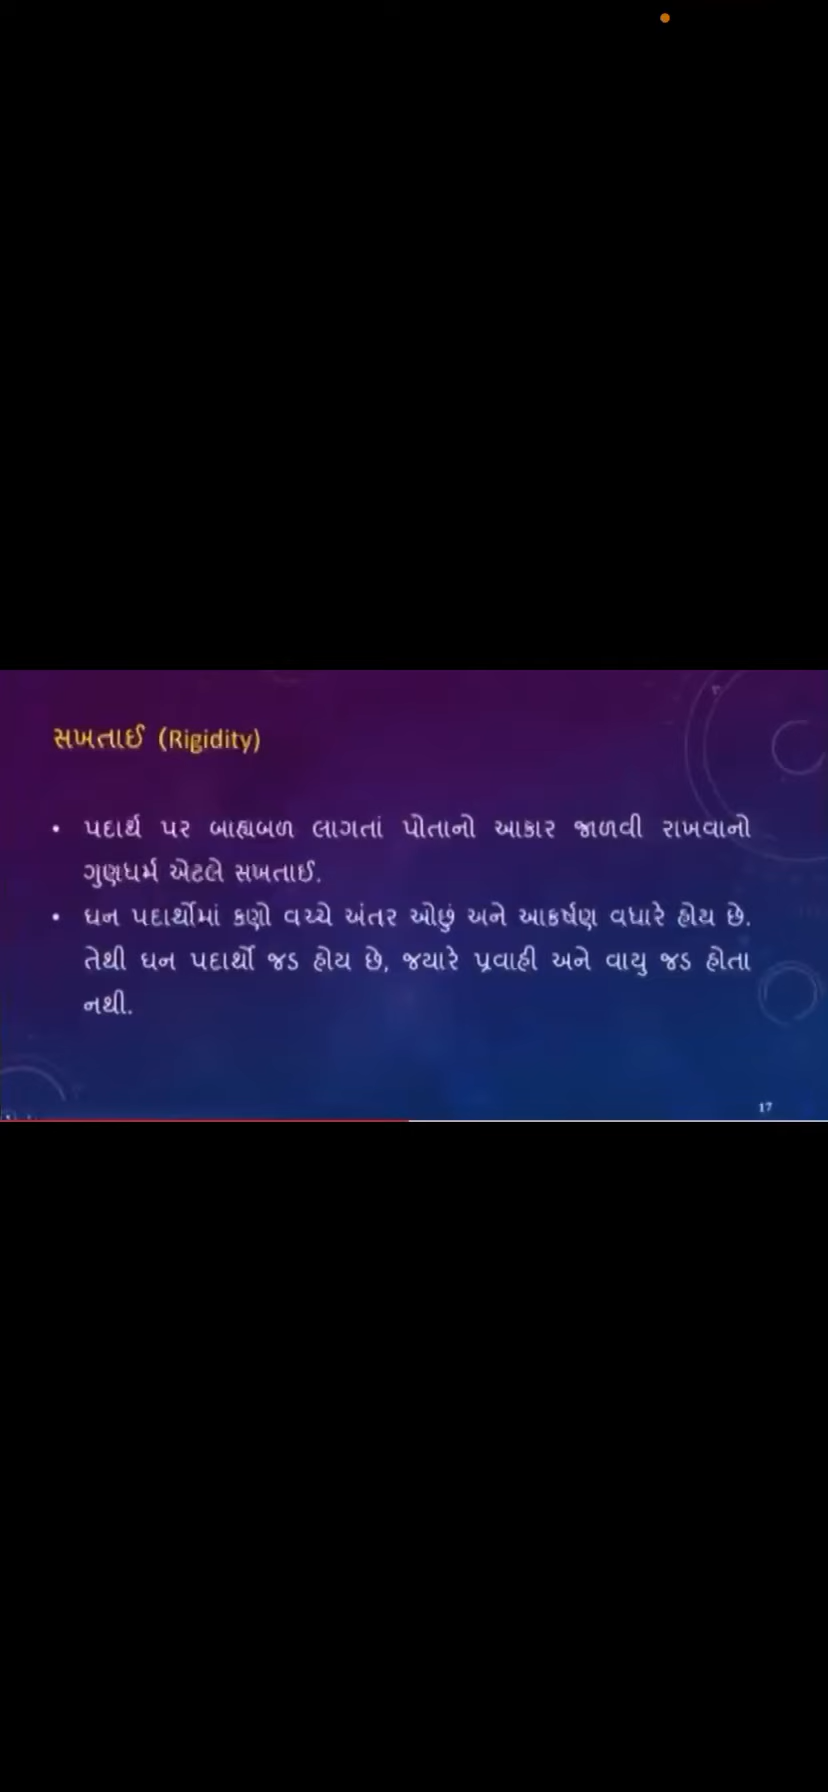 સખતાઈ (Rigidity)
• પદાર્થ પર બાહ્યબળ લાગતાં પોતાનો આકાર જાળવી રાખવાનો
ગુણધર્મ એટલે સખતાઈ.
• ઘન પદાર્થોમાં કણો વચ્ચે અંતર ઓછું અને આકર્ષણ વધારે હોય છે.
તેથી ઘન પદાર્થો જડ હોય છે, જયારે પ્રવાહી અને વાયુ જડ હોતા
નથી.
17